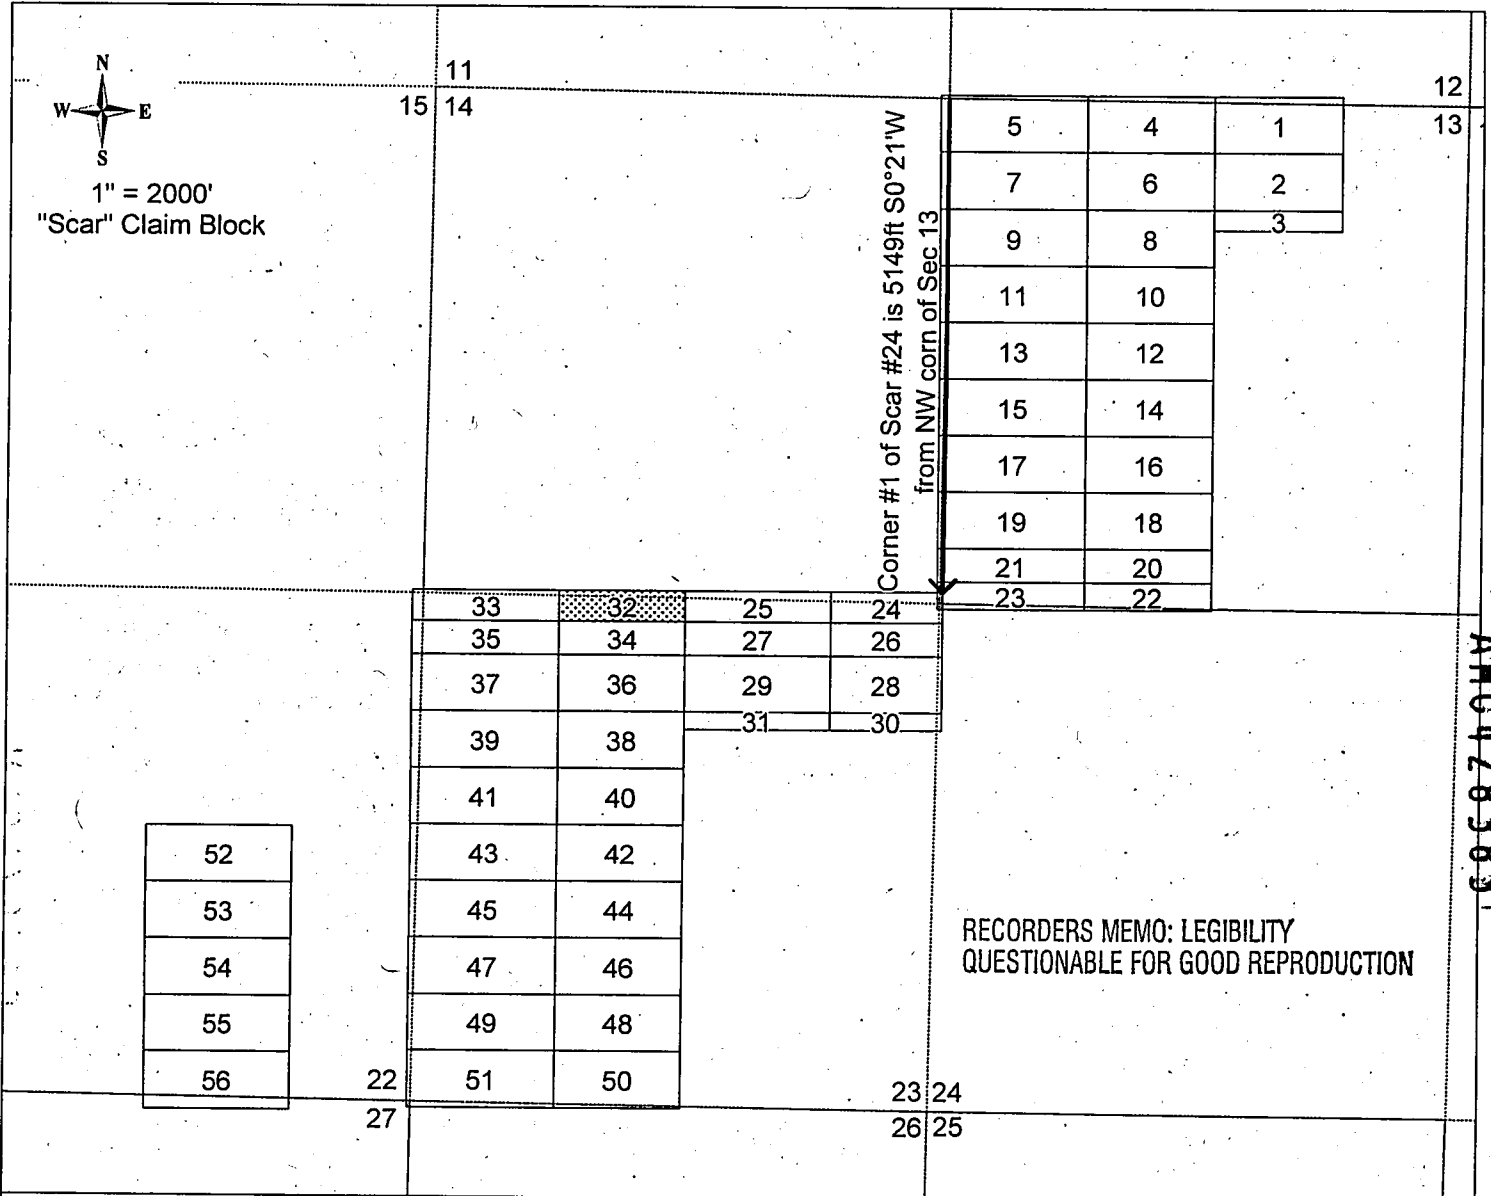 N
W E
S
1" = 2000'
"Scar" Claim Block
11
15 14
12
13
Corner #1 of Scar #24 is 5149ft S0°21'W
from NW corn of Sec 13
5 4 1
7 6 2
3
9 8
11 10
13 12
15 14
17 16
19 18
21 20
23 22
33 32 25 24
35 34 27 26
37 36 29 28
31 30
39 38
41 40
43 42
45 44
47 46
49 48
51 50
52
53
54
55
56
22
27
23 24
26 25
RECORDERS MEMO: LEGIBILITY
QUESTIONABLE FOR GOOD REPRODUCTION